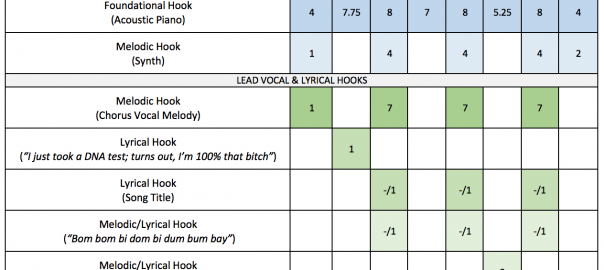 Foundational Hook 4 7.75 8 7 8 5.25 8 4
(Acoustic Piano)
Melodic Hook 1 4 4 4 2
(Synth)
LEAD VOCAL & LYRICAL HOOKS
Melodic Hook 1 7 7 7
(Chorus Vocal Melody)
Lyrical Hook 1
(“I just took a DNA test; turns out, I’m 100% that bitch”)
Lyrical Hook -/1 -/1 -/1
(Song Title)
Melodic/Lyrical Hook -/1 -/1 -/1
(“Bom bom bi dom bi dum bum bay”)
Melodic/Lyrical Hook